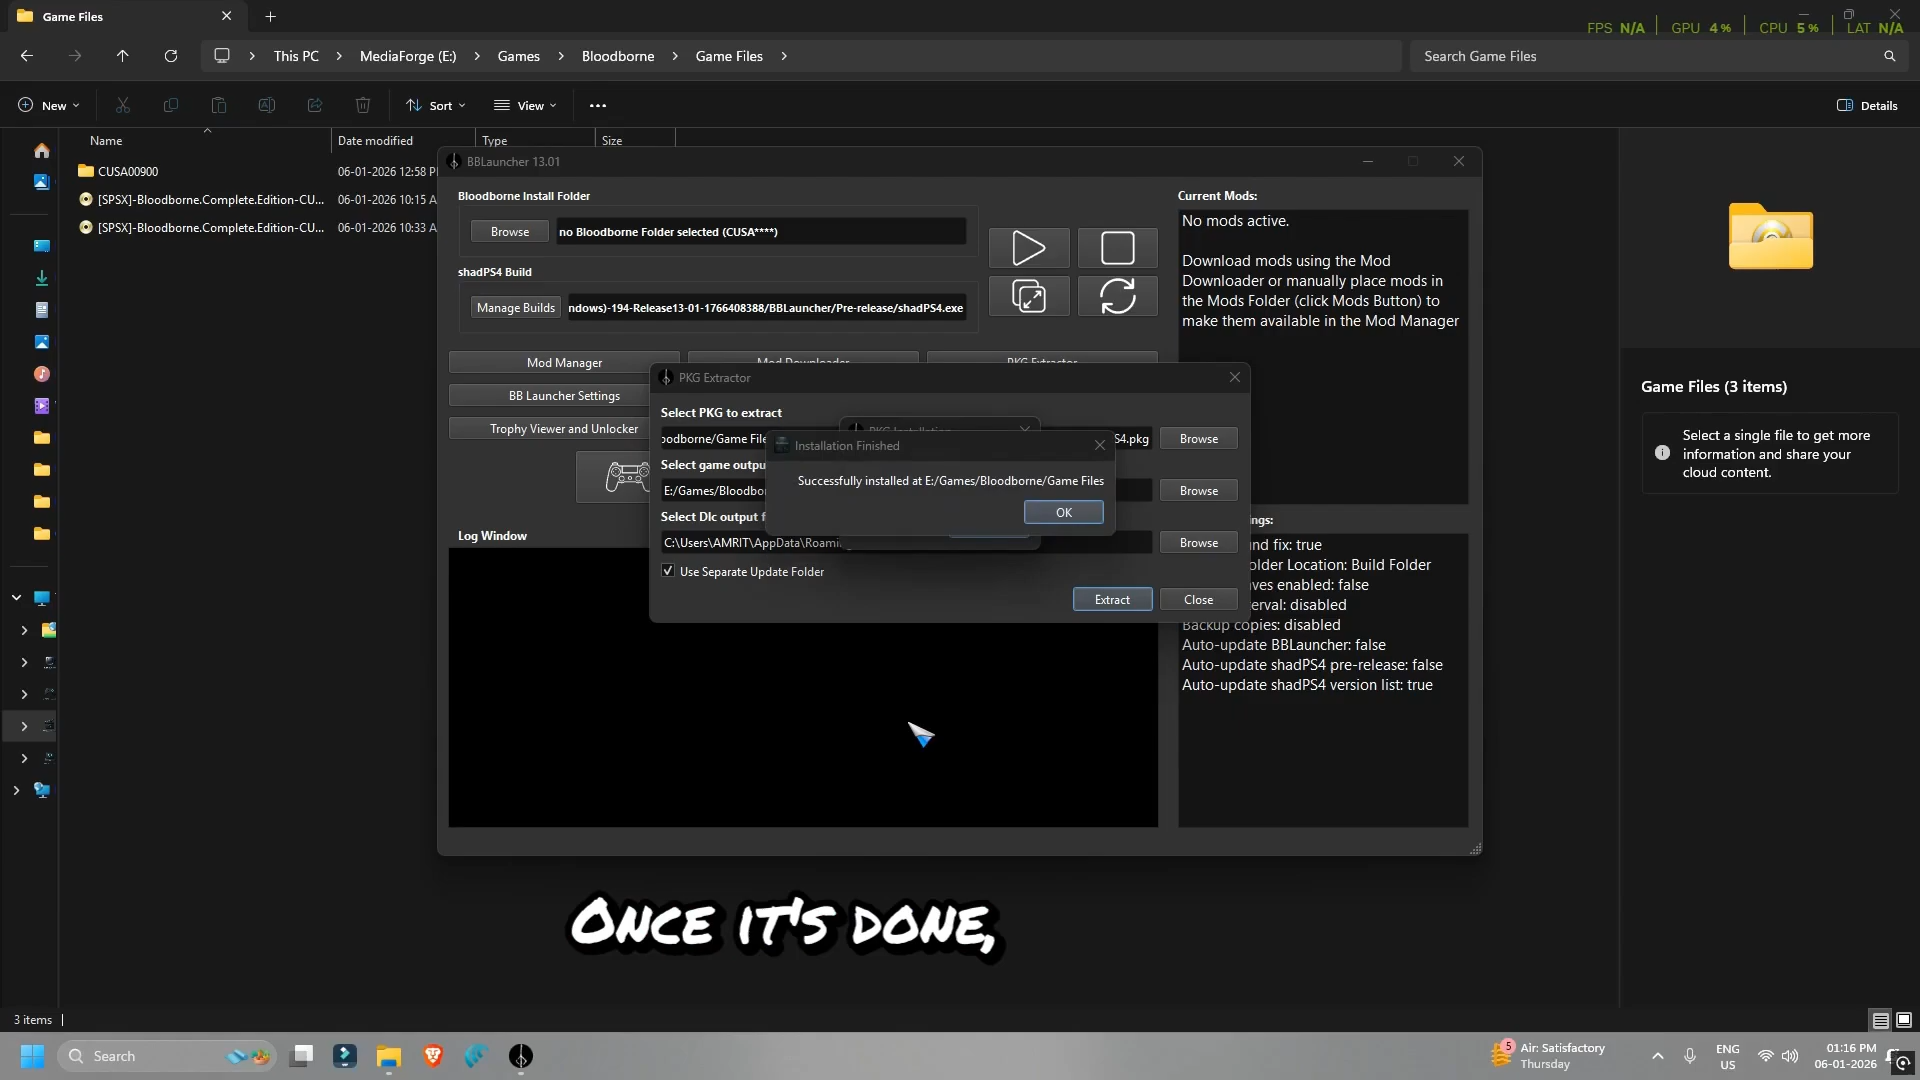 Game Files
FPS N/A GPU 4 % CPU 5 % LAT N/A
This PC > MediaForge (E:) > Games > Bloodborne > Game Files >
Search Game Files
New Sort View ... Details
Name Date modified Type Size
CUSA00900 06-01-2026 12:58 P
[SPSX]-Bloodborne.Complete.Edition-CU... 06-01-2026 10:15 A
[SPSX]-Bloodborne.Complete.Edition-CU... 06-01-2026 10:33 A
BBLauncher 13.01
Bloodborne Install Folder
Browse no Bloodborne Folder selected (CUSA****)
shadPS4 Build
Manage Builds ndows)-194-Release13-01-1766408388/BBLauncher/Pre-release/shadPS4.exe
Mod Manager Mod Downloader PKG Extractor
BB Launcher Settings
Trophy Viewer and Unlocker
Log Window
Current Mods:
No mods active.
Download mods using the Mod
Downloader or manually place mods in
the Mods Folder (click Mods Button) to
make them available in the Mod Manager
PKG Extractor
Select PKG to extract
odborne/Game File S4.pkg Browse
Select game outpu
E:/Games/Bloodbo Browse
Select Dlc output f
C:\Users\AMRIT\AppData\Roamin Browse
Use Separate Update Folder
Extract Close
PKG Installation
Installation Finished
Successfully installed at E:/Games/Bloodborne/Game Files
OK
ngs:
nd fix: true
older Location: Build Folder
ves enabled: false
erval: disabled
Backup copies: disabled
Auto-update BBLauncher: false
Auto-update shadPS4 pre-release: false
Auto-update shadPS4 version list: true
Game Files (3 items)
Select a single file to get more
information and share your
cloud content.
Once it's done,
3 items
Search
5
Air: Satisfactory
Thursday
ENG
US
01:16 PM
06-01-2026